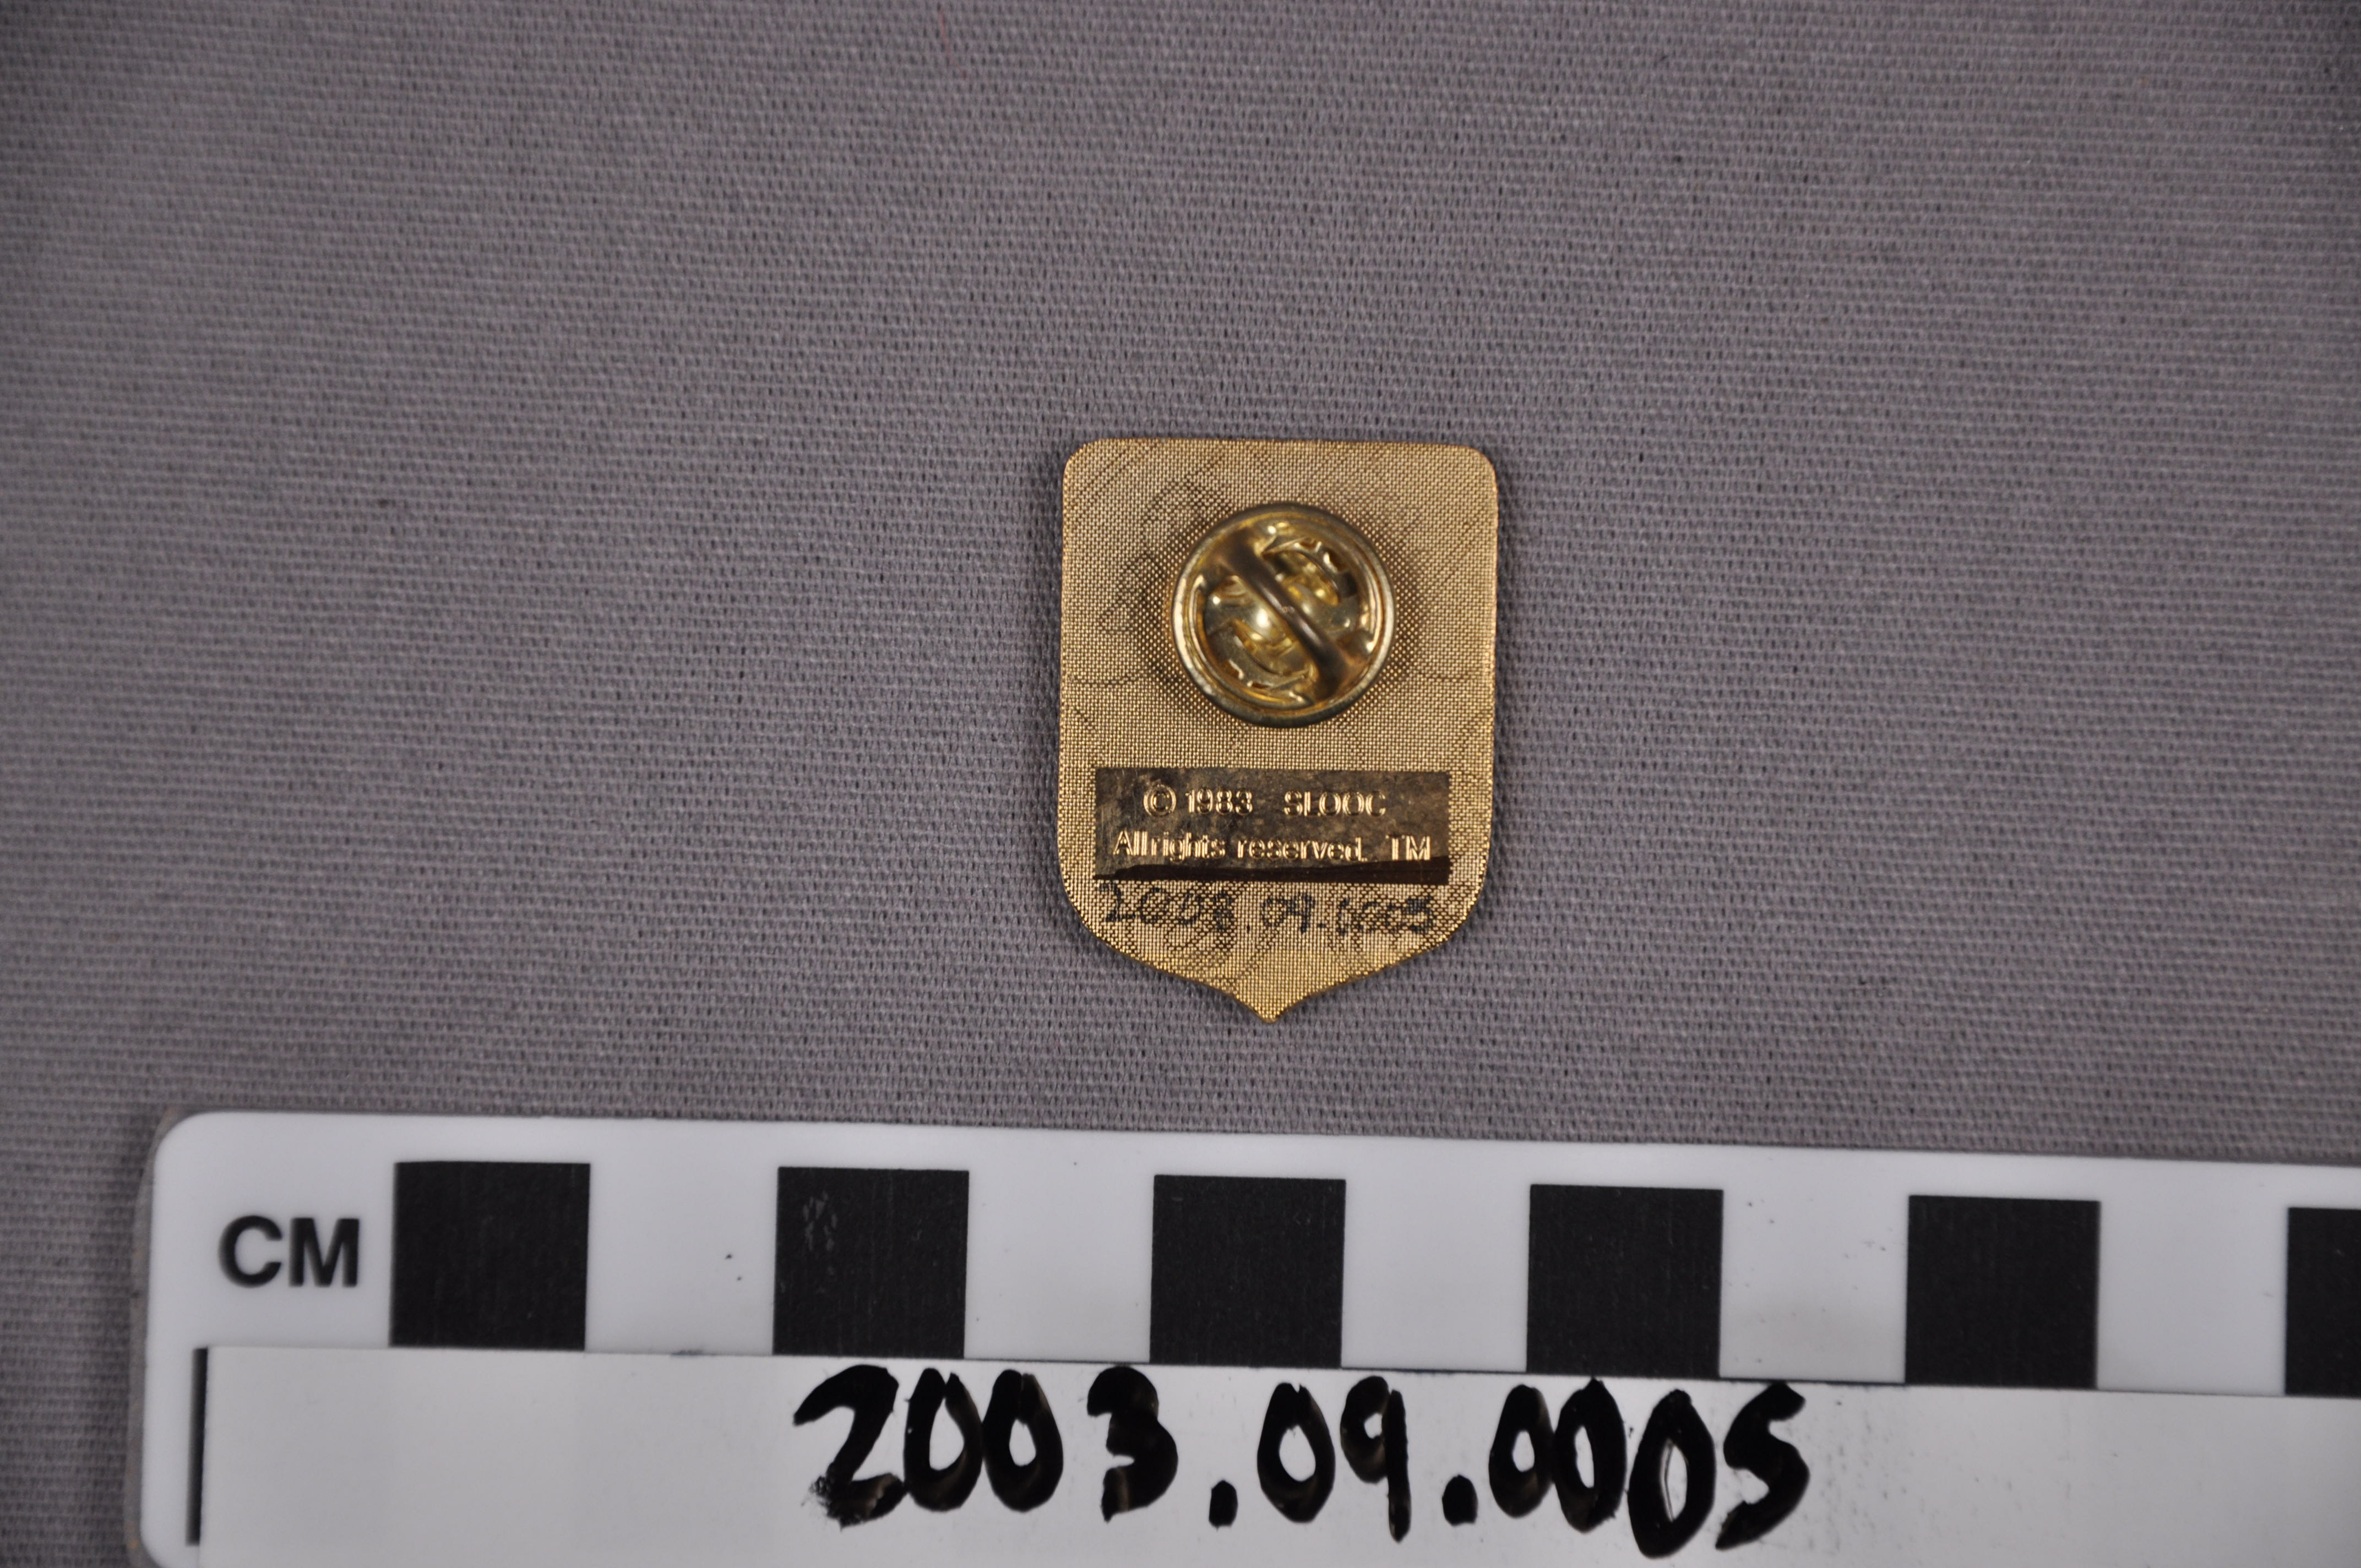 © 1983 SLOOC
All rights reserved. TM
2003.09.0005
CM
2003.09.0005